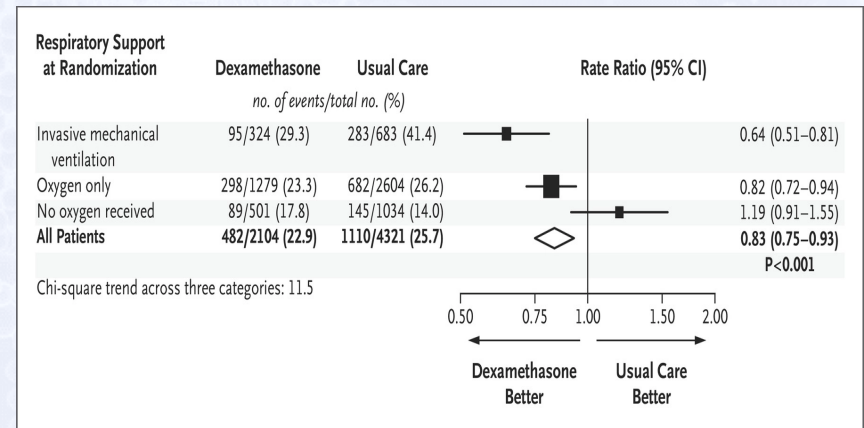 Respiratory Support
at Randomization Dexamethasone Usual Care Rate Ratio (95% CI)
no. of events/total no. (%)
Invasive mechanical 95/324 (29.3) 283/683 (41.4) 0.64 (0.51–0.81)
ventilation
Oxygen only 298/1279 (23.3) 682/2604 (26.2) 0.82 (0.72–0.94)
No oxygen received 89/501 (17.8) 145/1034 (14.0) 1.19 (0.91–1.55)
All Patients 482/2104 (22.9) 1110/4321 (25.7) 0.83 (0.75–0.93)
P<0.001
Chi-square trend across three categories: 11.5
0.50 0.75 1.00 1.50 2.00
Dexamethasone Usual Care
Better Better